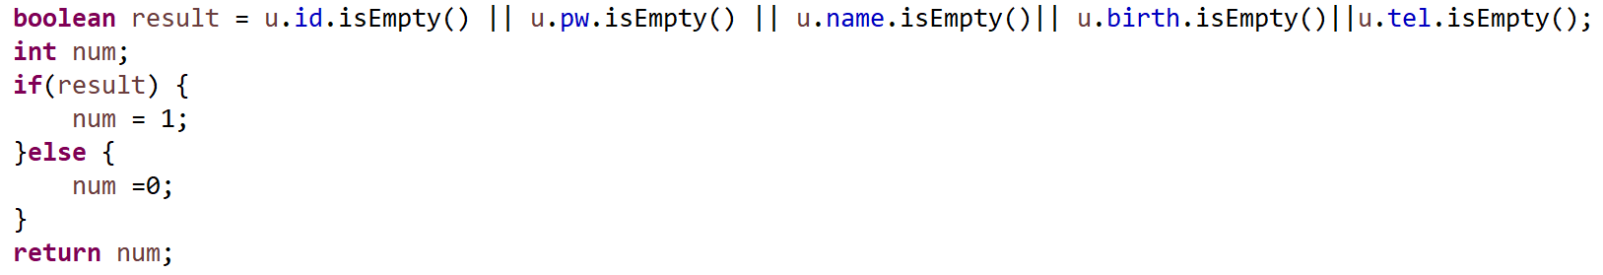 boolean result = u.id.isEmpty() || u.pw.isEmpty() || u.name.isEmpty()|| u.birth.isEmpty()||u.tel.isEmpty();
int num;
if(result) {
    num = 1;
}else {
    num =0;
}
return num;